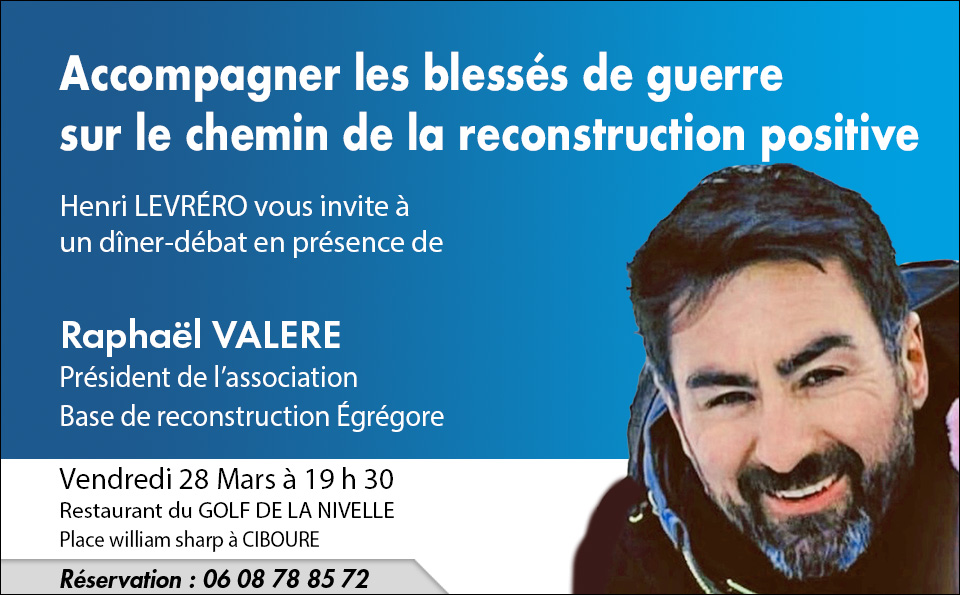 Accompagner les blessés de guerre
sur le chemin de la reconstruction positive
Henri LEVRÉRO vous invite à
un dîner-débat en présence de
Raphaël VALERE
Président de l’association
Base de reconstruction Égrégore
Vendredi 28 Mars à 19 h 30
Restaurant du GOLF DE LA NIVELLE
Place william sharp à CIBOURE
Réservation : 06 08 78 85 72